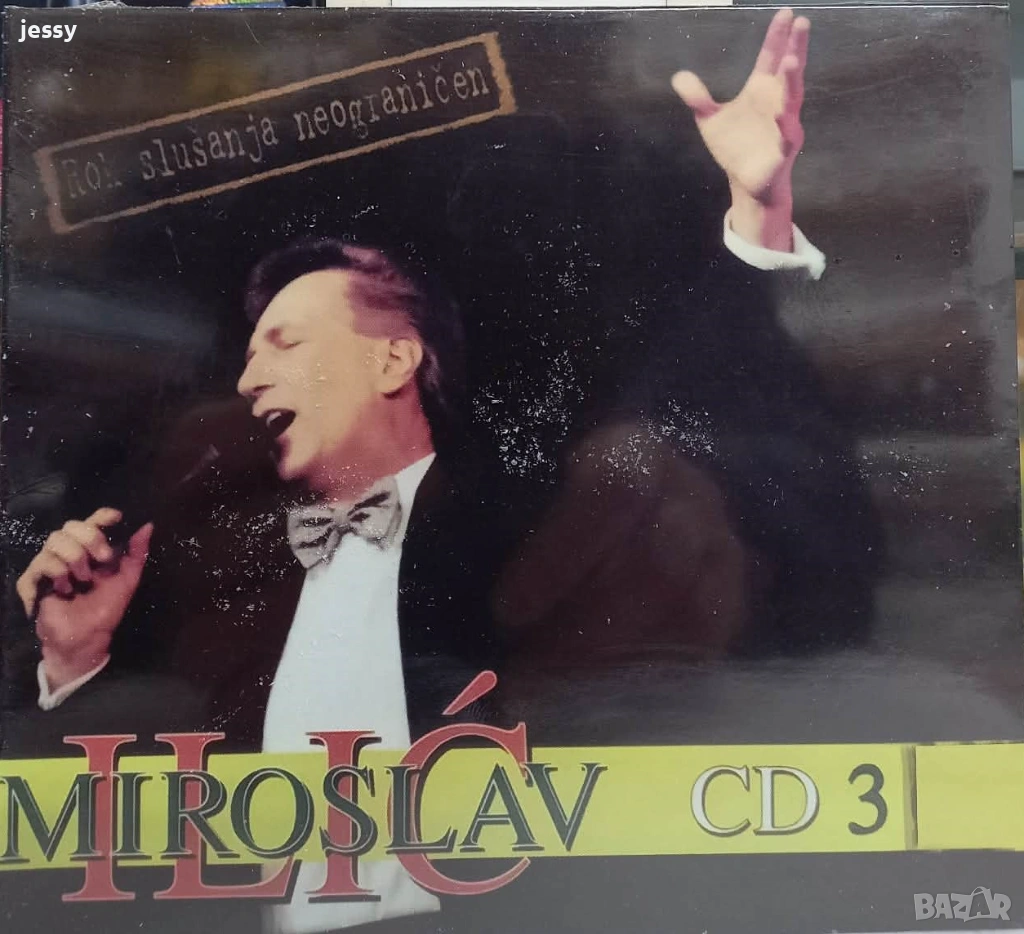 jessy
Rok slušanja neograničen
ILIĆ
MIROSLAV CD 3
BAZAR